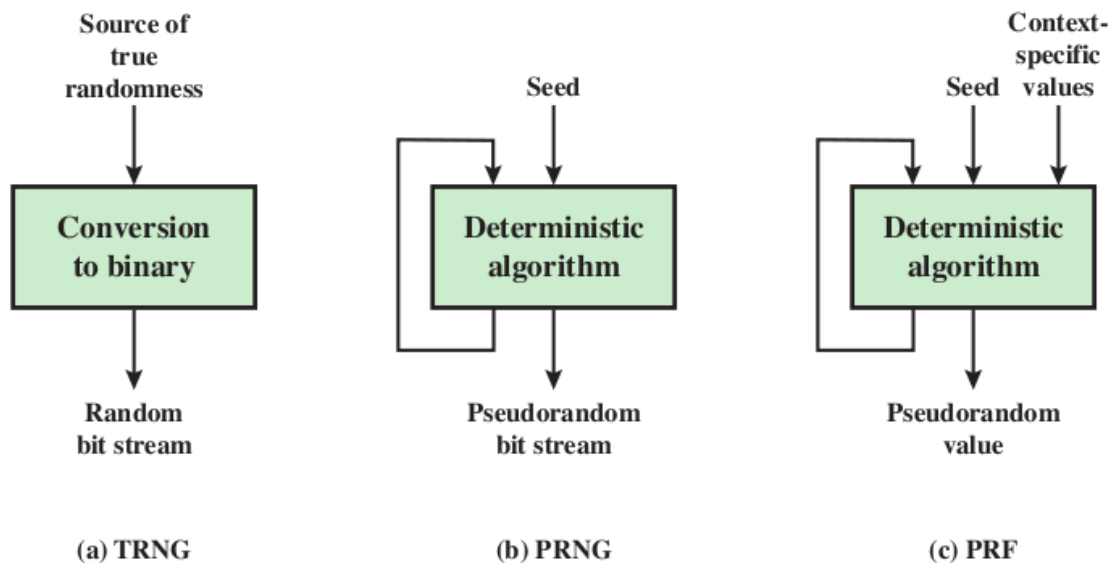 Source of
true
randomness
Conversion
to binary
Random
bit stream
(a) TRNG
Seed
Deterministic
algorithm
Pseudorandom
bit stream
(b) PRNG
Context-
specific
values
Seed
Deterministic
algorithm
Pseudorandom
value
(c) PRF